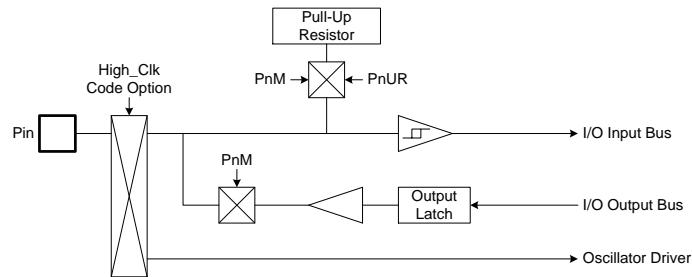 Pull-Up
Resistor
High_Clk
Code Option
PnM
PnUR
Pin
I/O Input Bus
PnM
Output
Latch
I/O Output Bus
Oscillator Driver